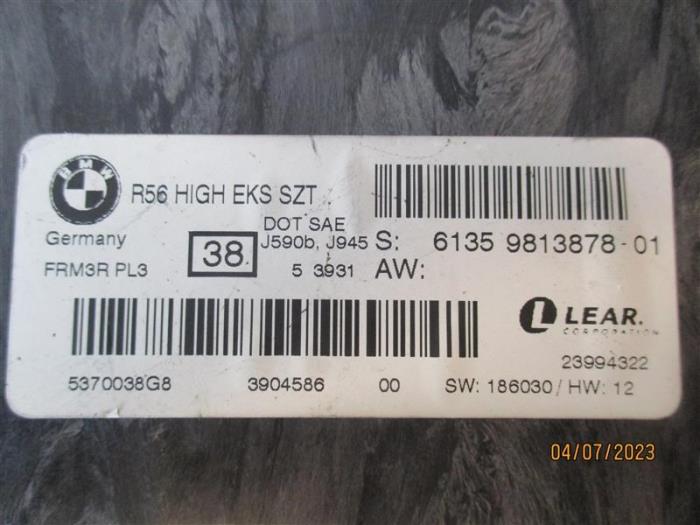 BMW
R56 HIGH EKS SZT
Germany
38
DOT SAE
J590b, J945
S: 6135 9813878-01
FRM3R PL3
5 3931
AW:
LEAR.
CORPORATION
23994322
5370038G8 3904586 00 SW: 186030 / HW: 12
04/07/2023